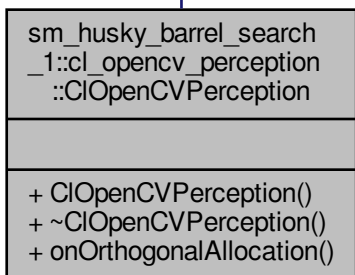 sm_husky_barrel_search
_1::cl_opencv_perception
::ClOpenCVPerception
+ ClOpenCVPerception()
+ ~ClOpenCVPerception()
+ onOrthogonalAllocation()